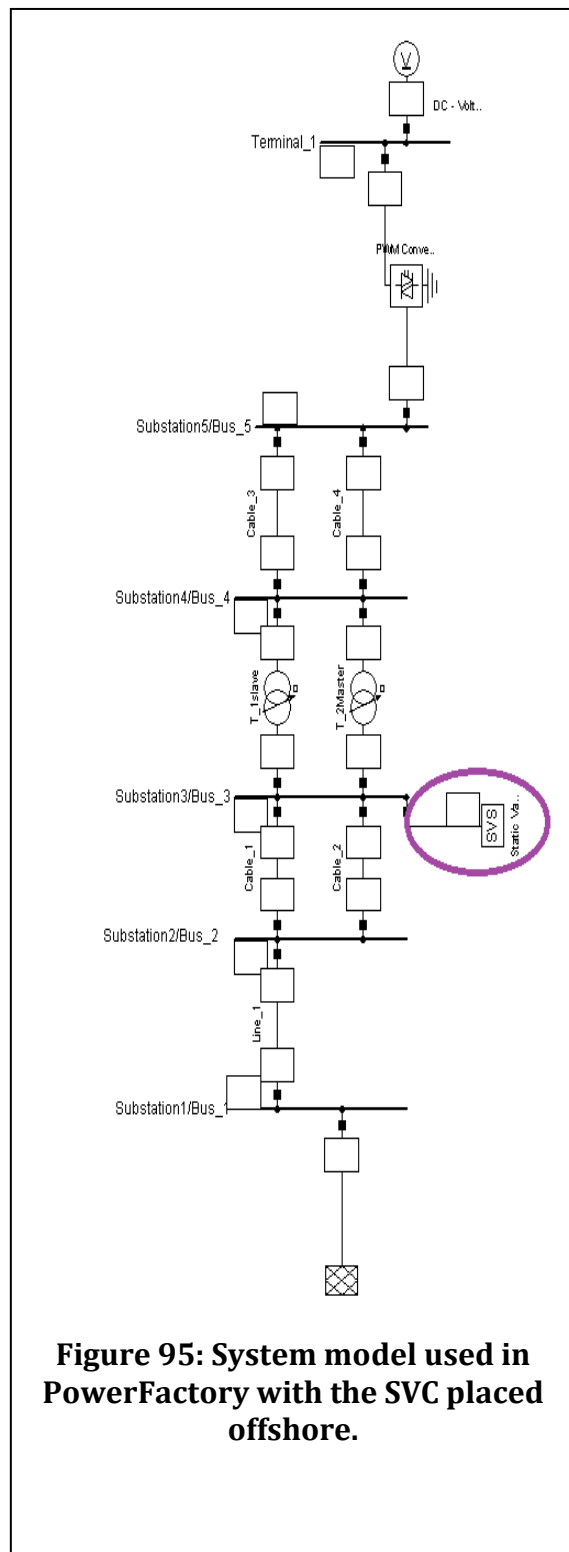 V
DC - Volt..
Terminal_1
PWM Conve..
Substation5/Bus_5
Cable_3
Cable_4
Substation4/Bus_4
T_1slave
T_2Master
Substation3/Bus_3
SVS
Static Va..
Cable_1
Cable_2
Substation2/Bus_2
Line_1
Substation1/Bus_1
Figure 95: System model used in
PowerFactory with the SVC placed
offshore.